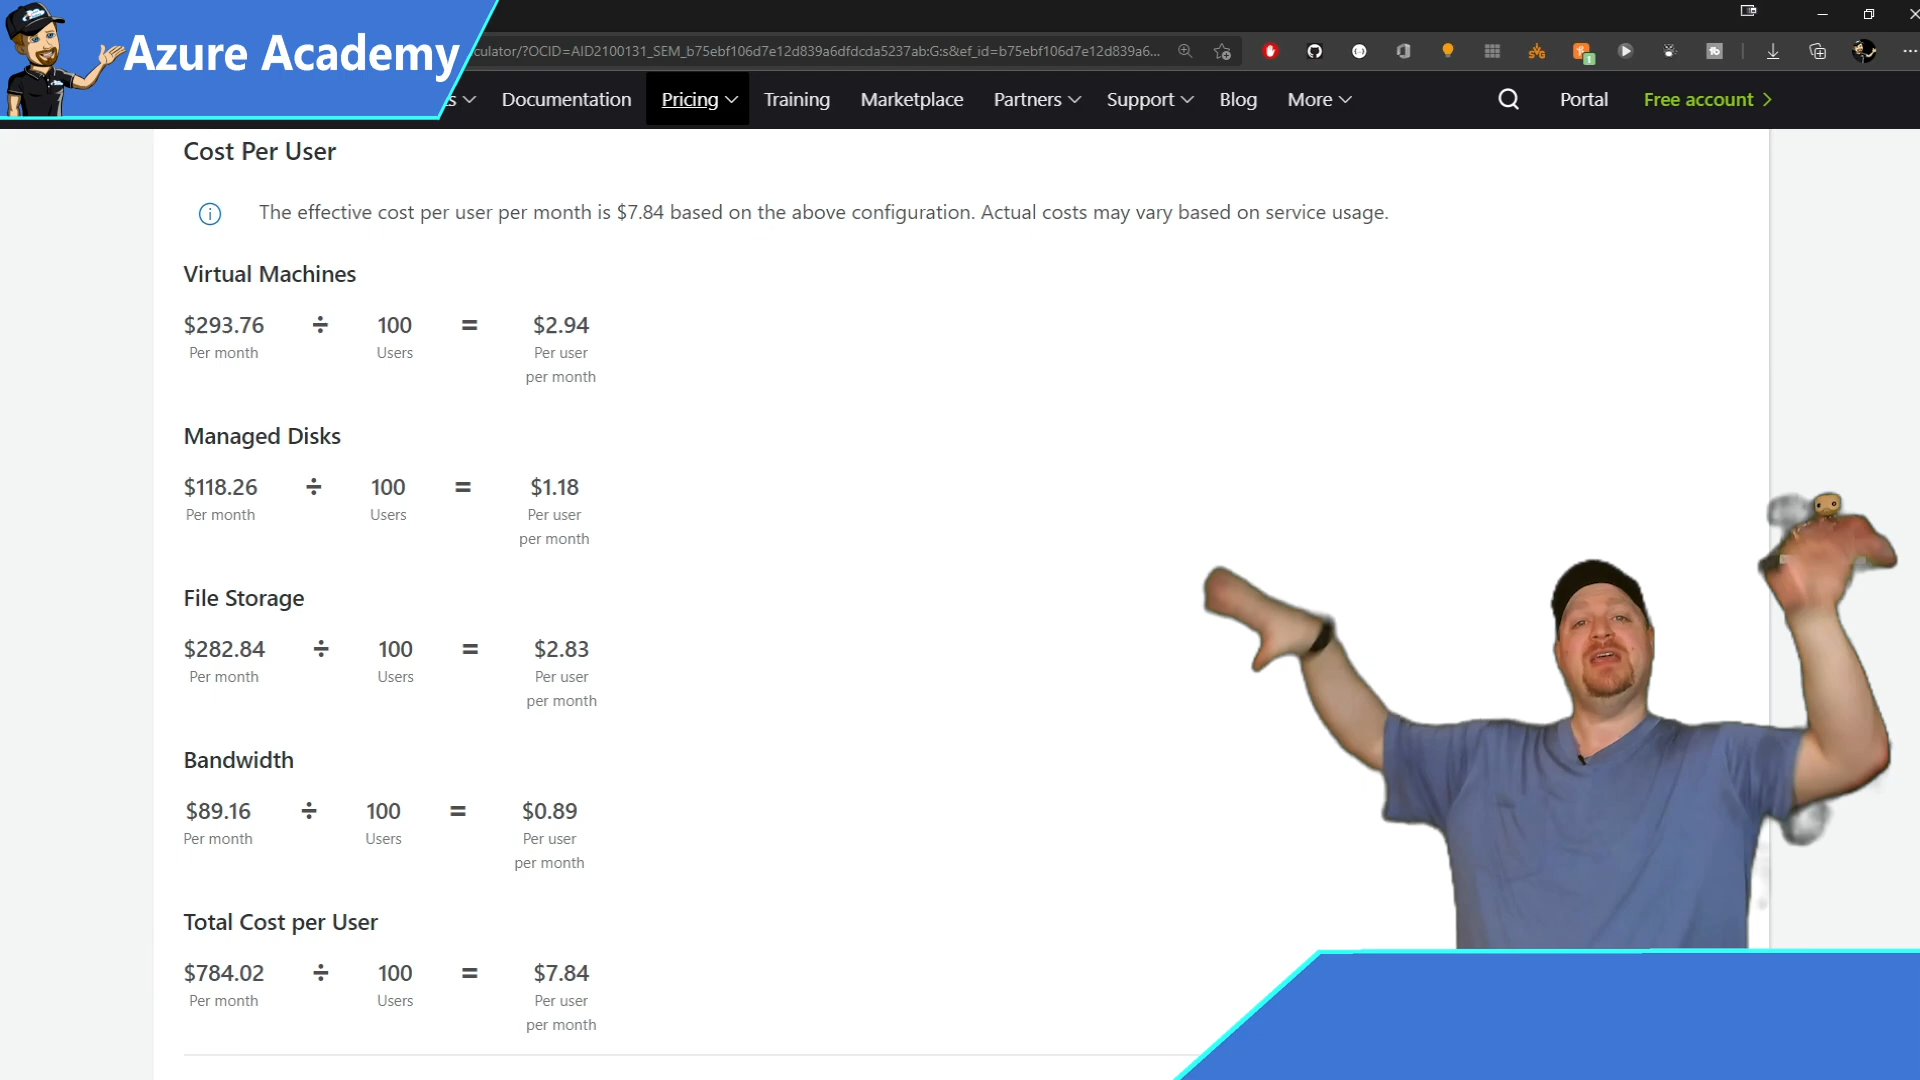 Azure Academy
culator/?OCID=AID2100131_SEM_b75ebf106d7e12d839a6dfdcda5237ab:G:s&ef_id=b75ebf106d7e12d839a6...
s Documentation Pricing Training Marketplace Partners Support Blog More Portal Free account
Cost Per User
The effective cost per user per month is $7.84 based on the above configuration. Actual costs may vary based on service usage.
Virtual Machines
$293.76 ÷ 100 = $2.94
Per month Users Per user
per month
Managed Disks
$118.26 ÷ 100 = $1.18
Per month Users Per user
per month
File Storage
$282.84 ÷ 100 = $2.83
Per month Users Per user
per month
Bandwidth
$89.16 ÷ 100 = $0.89
Per month Users Per user
per month
Total Cost per User
$784.02 ÷ 100 = $7.84
Per month Users Per user
per month